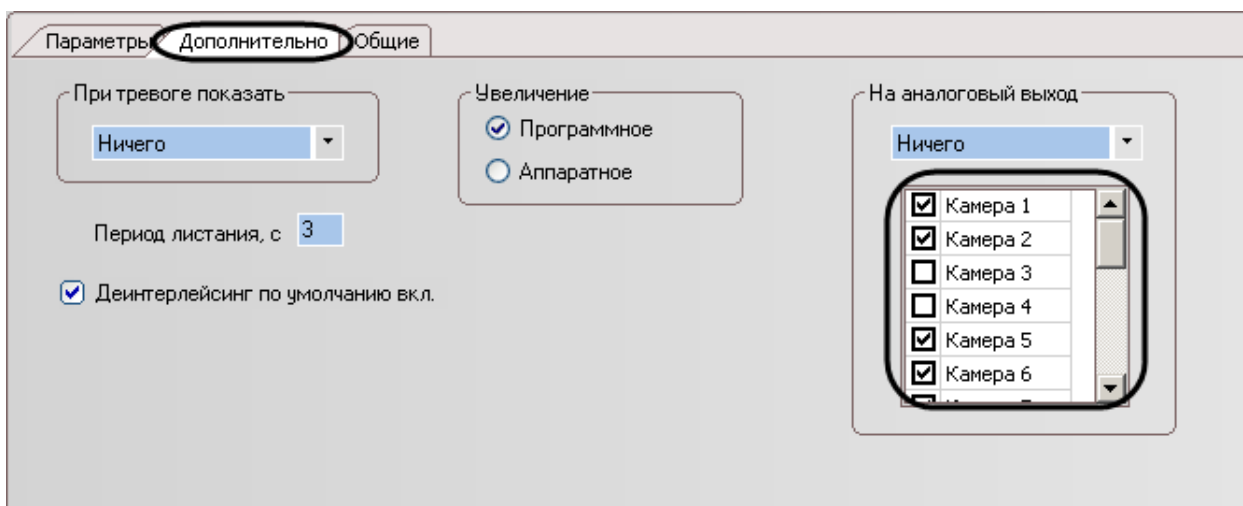 Параметры Дополнительно Общие
При тревоге показать
Ничего
Период листания, с 3
Деинтерлейсинг по умолчанию вкл.
Увеличение
Программное
Аппаратное
На аналоговый выход
Ничего
Камера 1
Камера 2
Камера 3
Камера 4
Камера 5
Камера 6